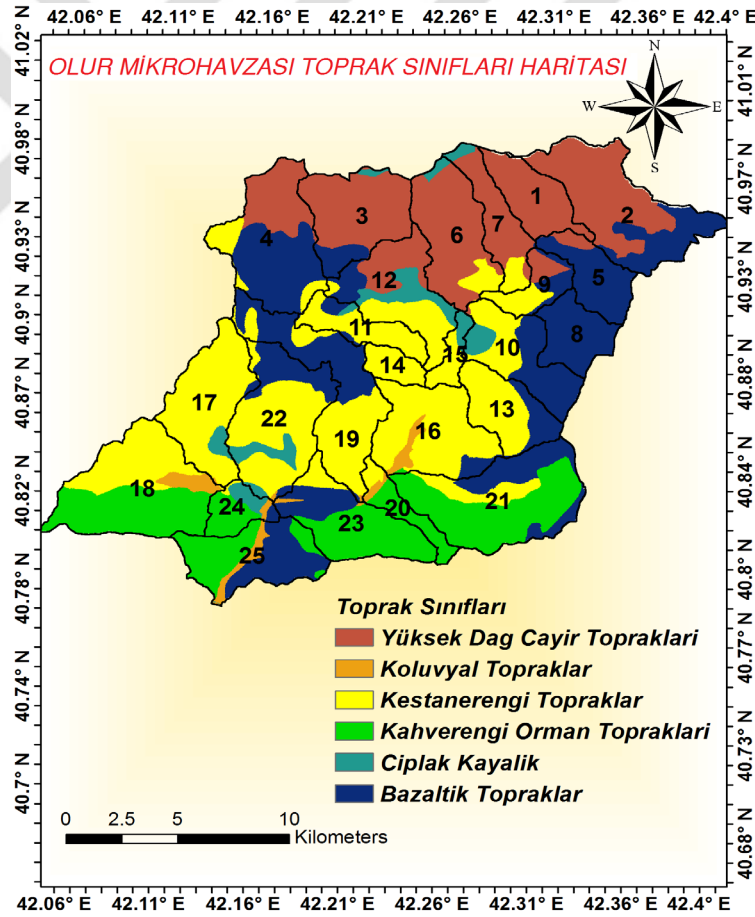 42.06° E 42.11° E 42.16° E 42.21° E 42.26° E 42.31° E 42.36° E 42.4° E
OLUR MİKROHAVZASI TOPRAK SINIFLARI HARİTASI
N
W
E
S
41.02° N
40.98° N
40.93° N
40.9° N
40.87° N
40.82° N
40.78° N
40.74° N
40.7° N
41.01° N
40.97° N
40.93° N
40.88° N
40.84° N
40.8° N
40.77° N
40.73° N
40.68° N
1
2
3
4
5
6
7
8
9
10
11
12
13
14
15
16
17
18
19
20
21
22
23
24
25
Toprak Sınıfları
Yüksek Dag Cayir Topraklari
Koluvyal Topraklar
Kestanerengi Topraklar
Kahverengi Orman Topraklari
Ciplak Kayalik
Bazaltik Topraklar
0 2.5 5 10
Kilometers
42.06° E 42.11° E 42.16° E 42.21° E 42.26° E 42.31° E 42.36° E 42.4° E